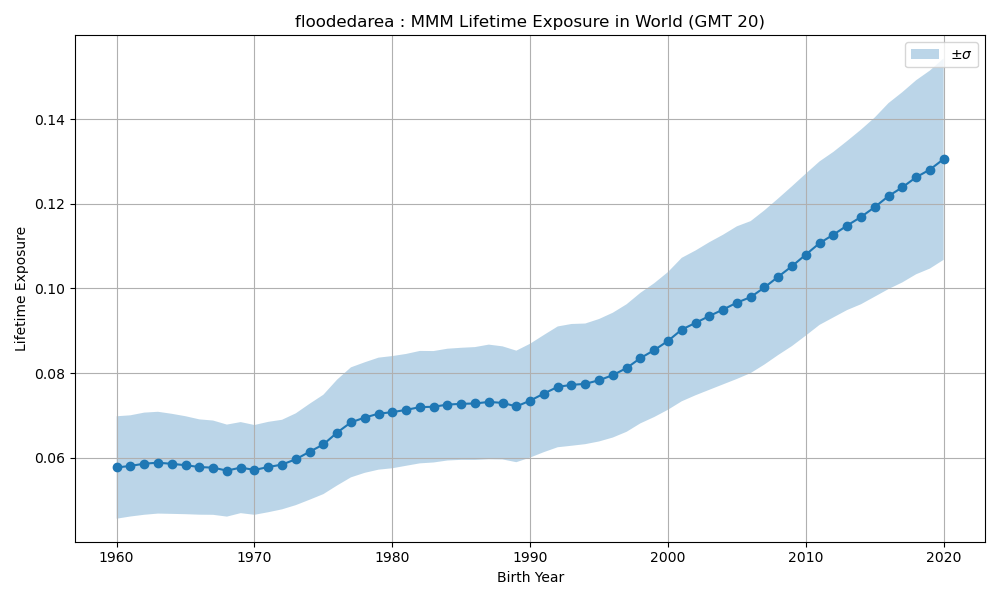 floodedarea : MMM Lifetime Exposure in World (GMT 20)
±σ
Lifetime Exposure
0.14
0.12
0.10
0.08
0.06
1960 1970 1980 1990 2000 2010 2020
Birth Year